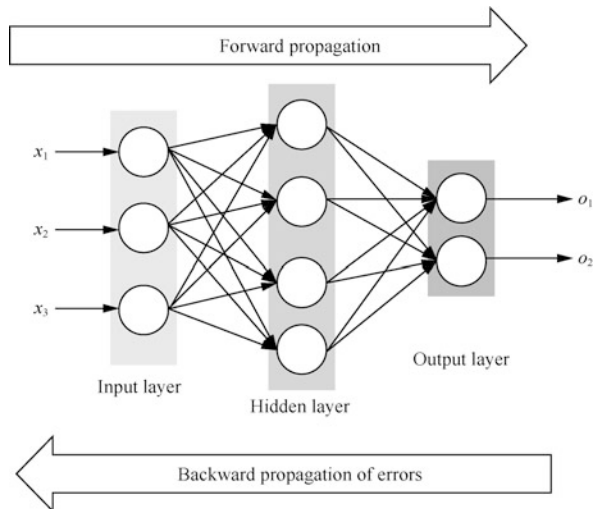 Forward propagation
x1
x2
x3
o1
o2
Input layer
Hidden layer
Output layer
Backward propagation of errors